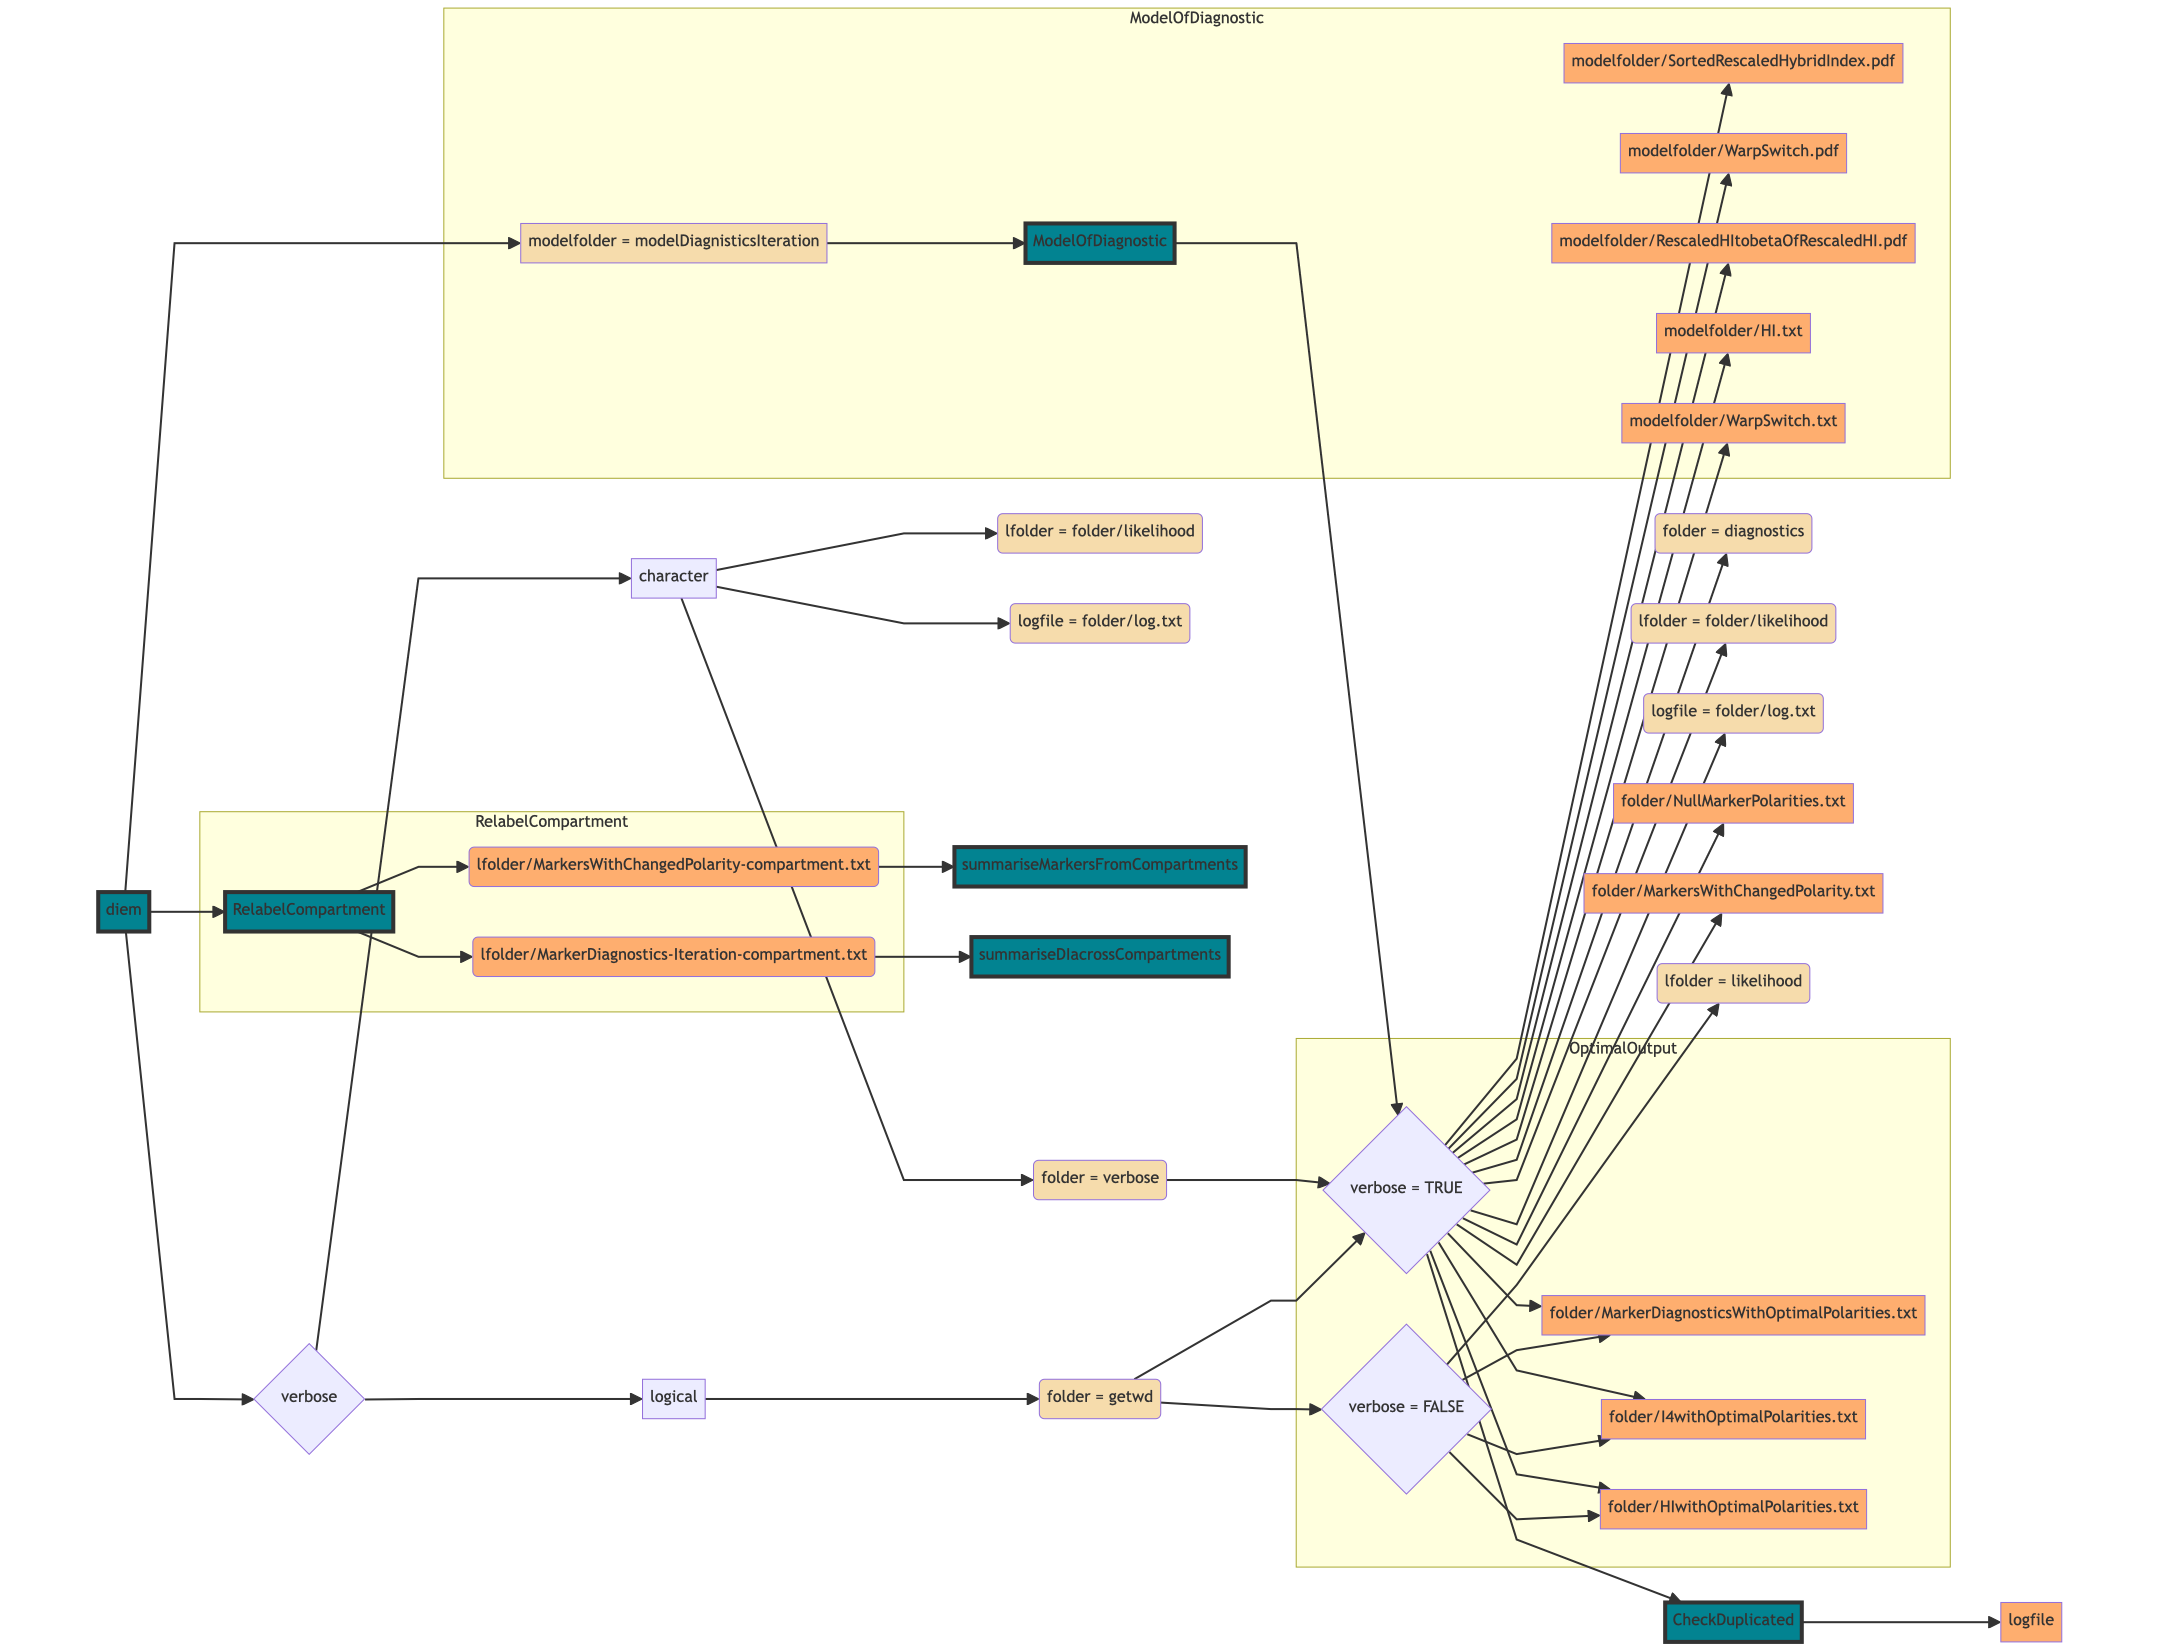 ModelOfDiagnostic
modelfolder/SortedRescaledHybridIndex.pdf
modelfolder/WarpSwitch.pdf
modelfolder = modelDiagnisticsIteration
ModelOfDiagnostic
modelfolder/RescaledHItobetaOfRescaledHI.pdf
modelfolder/HI.txt
modelfolder/WarpSwitch.txt
lfolder = folder/likelihood
folder = diagnostics
character
logfile = folder/log.txt
lfolder = folder/likelihood
logfile = folder/log.txt
folder/NullMarkerPolarities.txt
RelabelCompartment
lfolder/MarkersWithChangedPolarity-compartment.txt
summariseMarkersFromCompartments
folder/MarkersWithChangedPolarity.txt
diem
RelabelCompartment
lfolder/MarkerDiagnostics-Iteration-compartment.txt
summariseDIacrossCompartments
lfolder = likelihood
OptimalOutput
folder = verbose
verbose = TRUE
folder/MarkerDiagnosticsWithOptimalPolarities.txt
verbose
logical
folder = getwd
verbose = FALSE
folder/I4withOptimalPolarities.txt
folder/HIwithOptimalPolarities.txt
CheckDuplicated
logfile